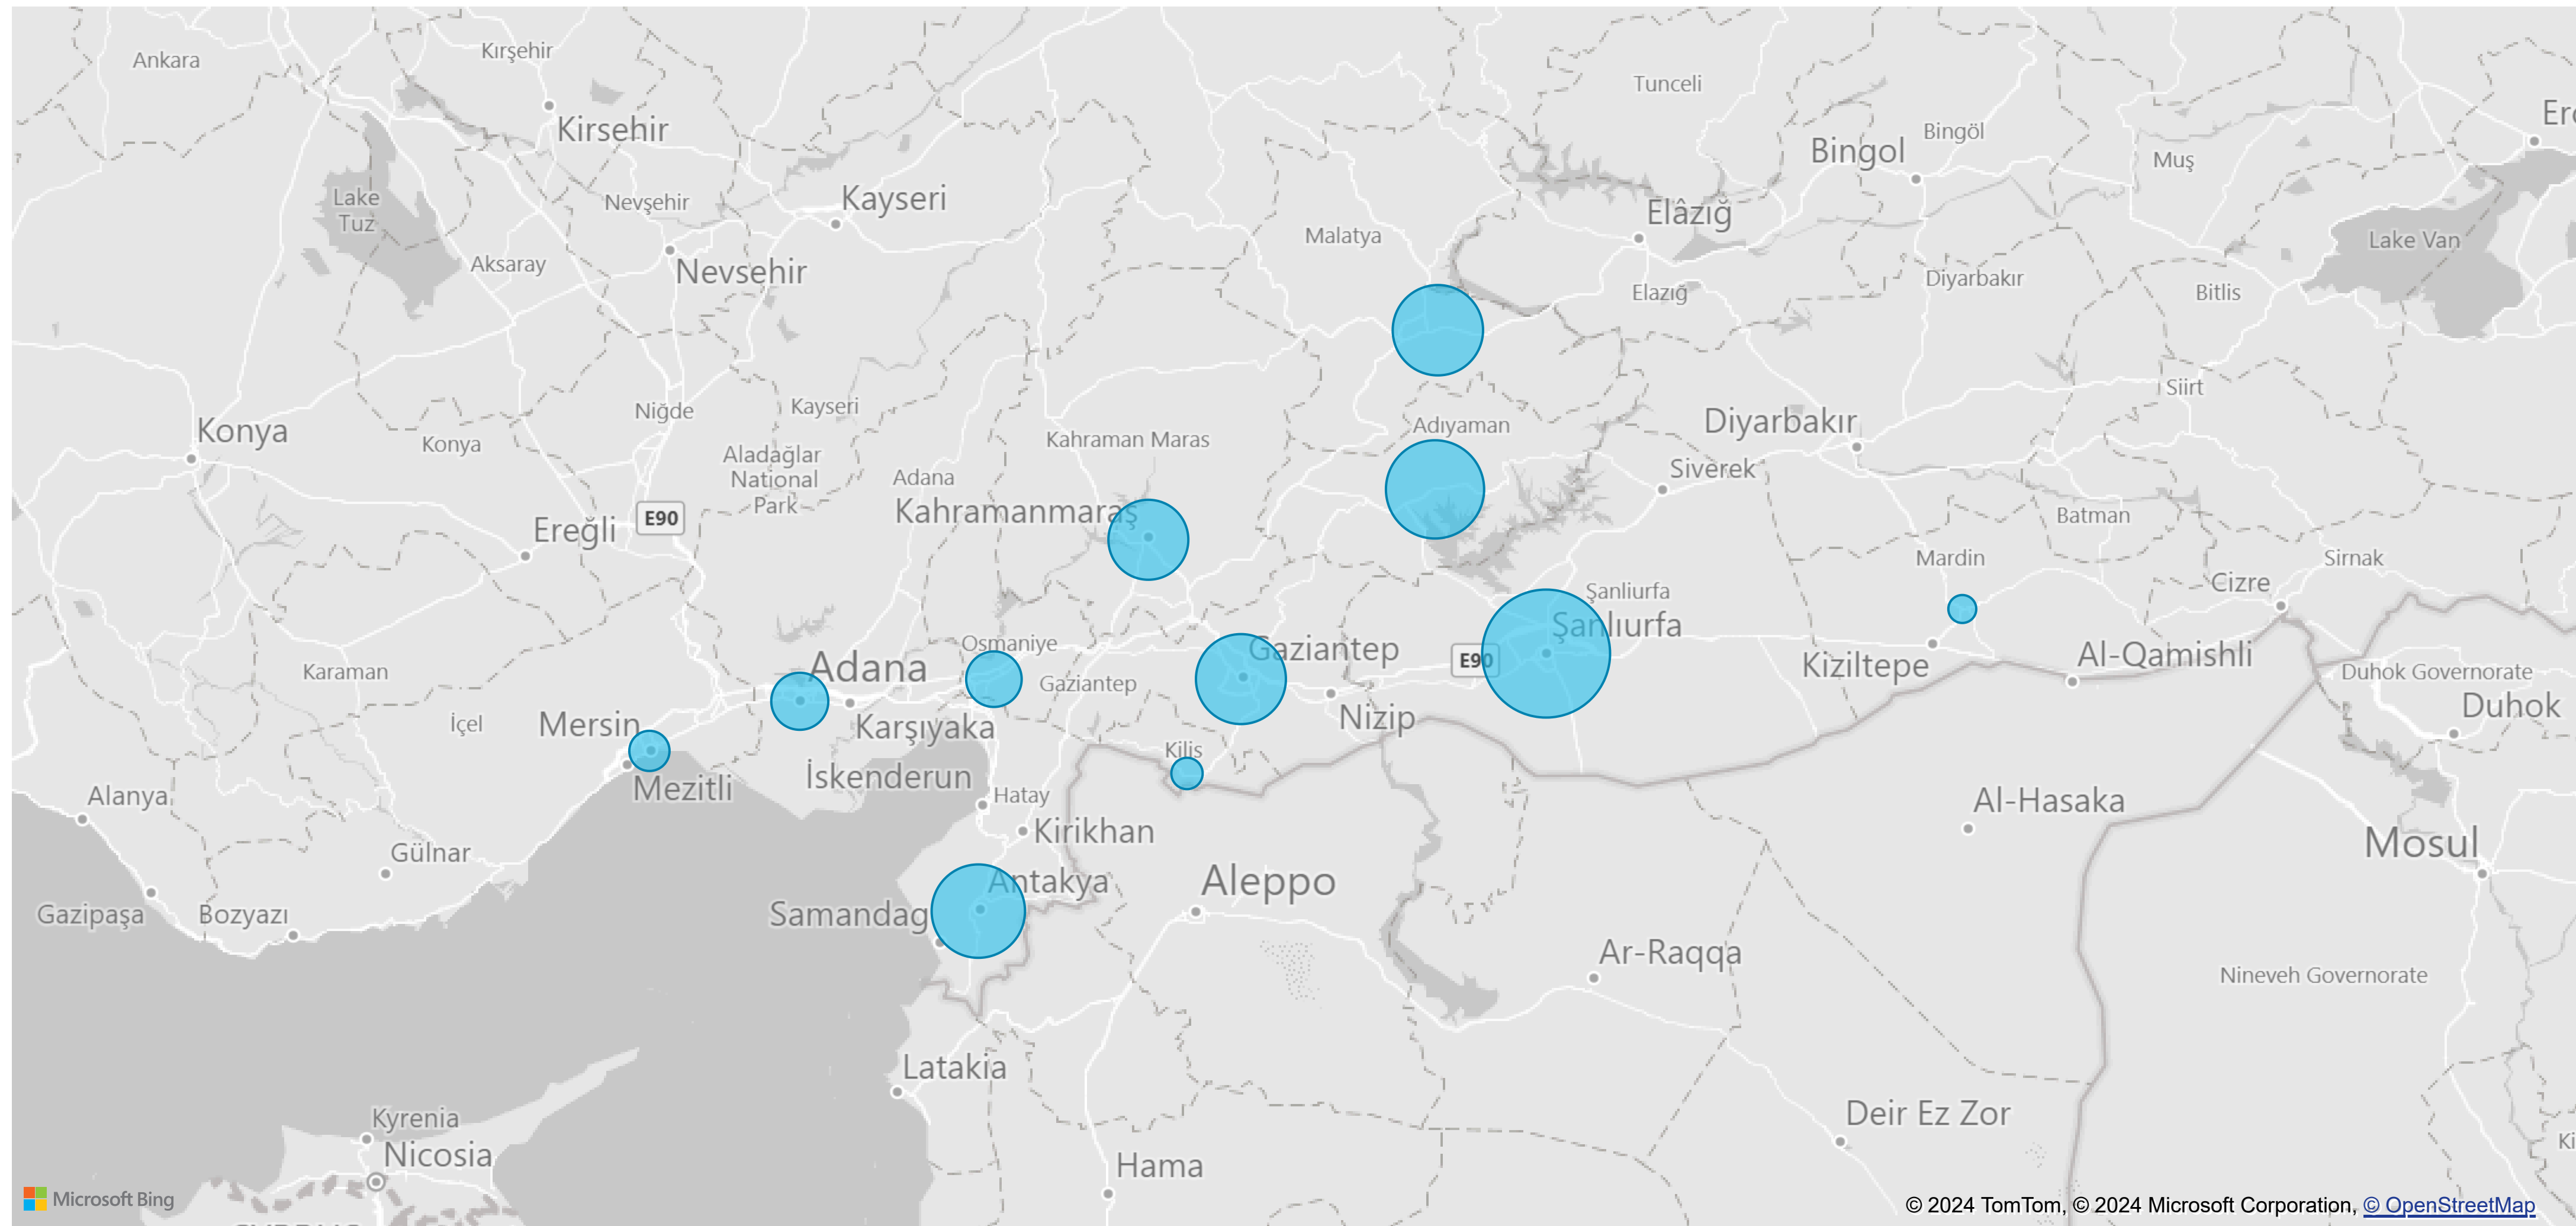 Ankara
Kırşehir
Kirsehir
Tunceli
Bingöl
Bingol
Muş
Lake
Tuz
Nevşehir
Kayseri
Malatya
Elâzığ
Lake Van
Aksaray
Nevsehir
Elazığ
Diyarbakır
Bitlis
Siirt
Konya
Konya
Niğde
Kayseri
Kahraman Maras
Adıyaman
Diyarbakır
Aladağlar
National
Park
Adana
Siverek
Kahramanmaraş
Batman
Ereğli
E90
Mardin
Sirnak
Cizre
Şanliurfa
Şanlıurfa
Osmaniye
Gaziantep
E90
Kiziltepe
Al-Qamishli
Karaman
Adana
Gaziantep
Duhok Governorate
Duhok
İçel
Mersin
Karşıyaka
Nizip
Kilis
Mezitli
İskenderun
Hatay
Alanya
Al-Hasaka
Kirikhan
Mosul
Gülnar
Antakya
Aleppo
Gazipaşa
Bozyazı
Samandag
Ar-Raqqa
Nineveh Governorate
Latakia
Kyrenia
Nicosia
Deir Ez Zor
Hama
Microsoft Bing
© 2024 TomTom, © 2024 Microsoft Corporation, © OpenStreetMap